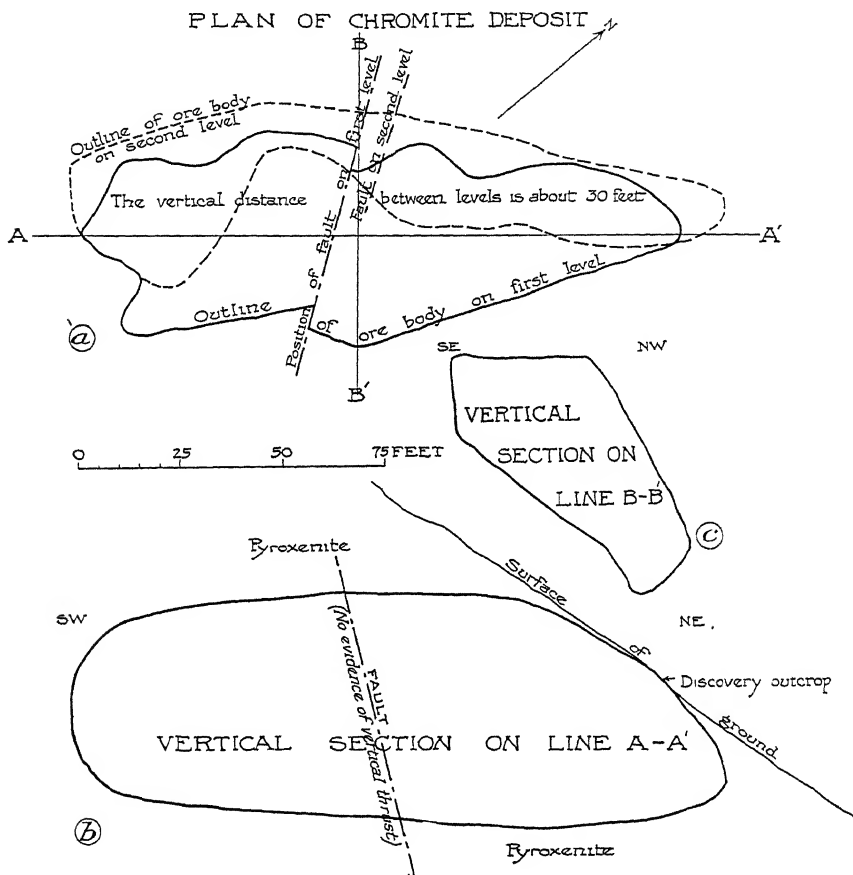 PLAN OF CHROMITE DEPOSIT
B
N
Outline of ore body
on second level
Position of fault on first level
Fault on second level
The vertical distance between levels is about 30 feet
A
A'
Outline of ore body on first level
a
B'
SE
NW
VERTICAL
SECTION ON
LINE B-B'
c
0 25 50 75 FEET
Pyroxenite
Surface of ground
SW
NE.
FAULT
(No evidence of vertical thrust)
Discovery outcrop
VERTICAL SECTION ON LINE A-A'
b
Pyroxenite